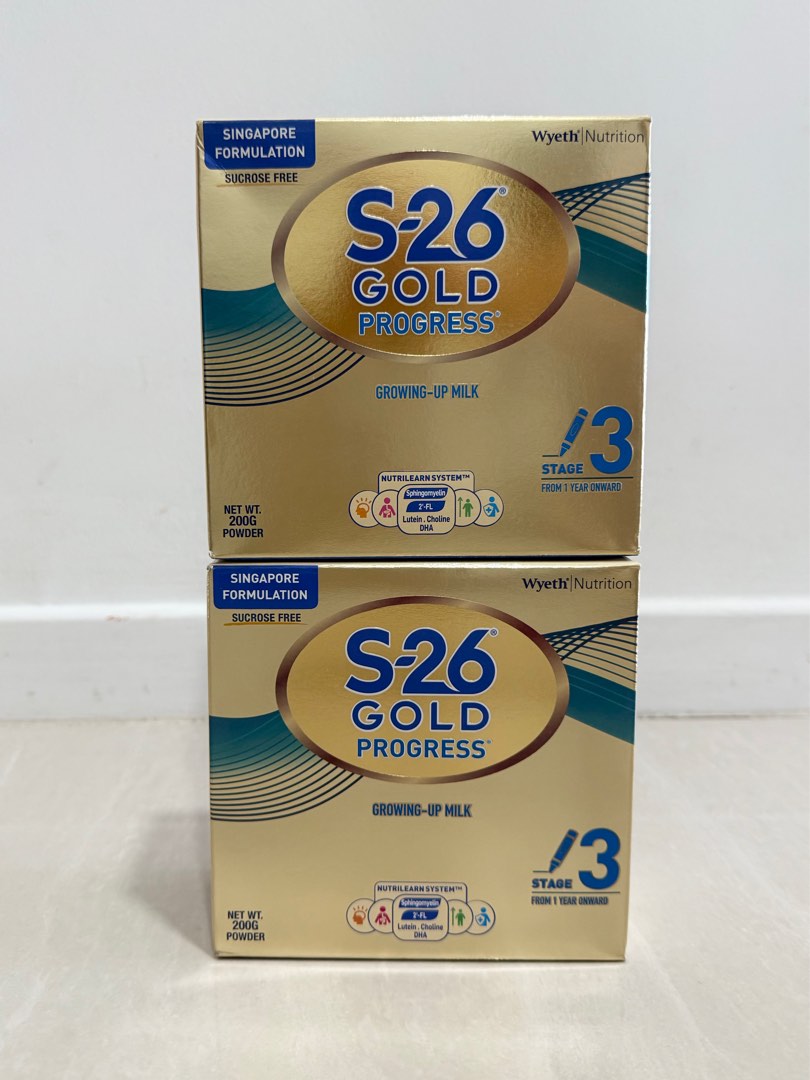 SINGAPORE
FORMULATION
SUCROSE FREE
Wyeth® | Nutrition
S-26®
GOLD
PROGRESS®
GROWING-UP MILK
STAGE 3
FROM 1 YEAR ONWARD
NUTRILEARN SYSTEM™
Sphingomyelin
2'-FL
Lutein . Choline
DHA
NET WT.
200G
POWDER
SINGAPORE
FORMULATION
SUCROSE FREE
Wyeth® | Nutrition
S-26®
GOLD
PROGRESS®
GROWING-UP MILK
STAGE 3
FROM 1 YEAR ONWARD
NUTRILEARN SYSTEM™
Sphingomyelin
2'-FL
Lutein . Choline
DHA
NET WT.
200G
POWDER